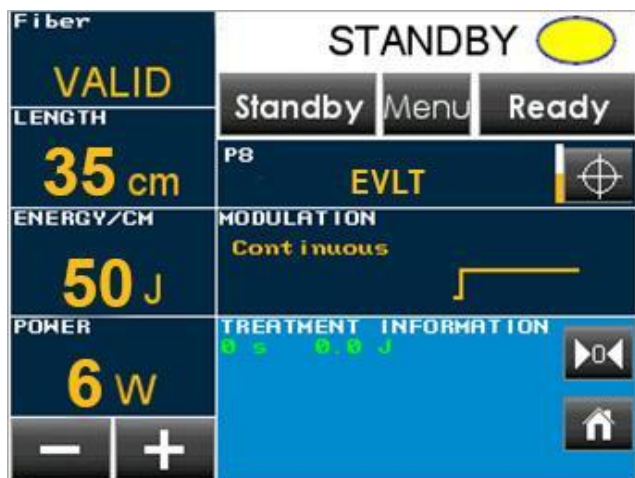 Fiber
VALID
LENGTH
35 cm
ENERGY/CM
50 J
POWER
6 W
− +
STANDBY
Standby Menu Ready
P8
EVLT
MODULATION
Continuous
TREATMENT INFORMATION
0 s 0.0 J
0